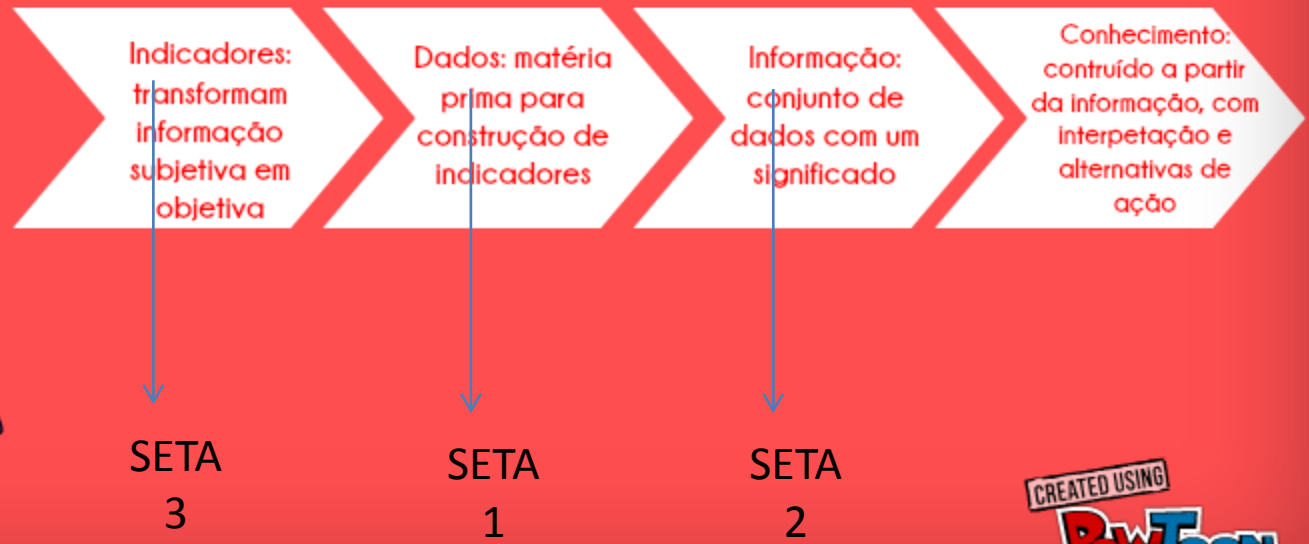 Indicadores:
transformam
informação
subjetiva em
objetiva
Dados: matéria
prima para
construção de
indicadores
Informação:
conjunto de
dados com um
significado
Conhecimento:
contruído a partir
da informação, com
interpetação e
alternativas de
ação
SETA
3
SETA
1
SETA
2
CREATED USING
POWTOON